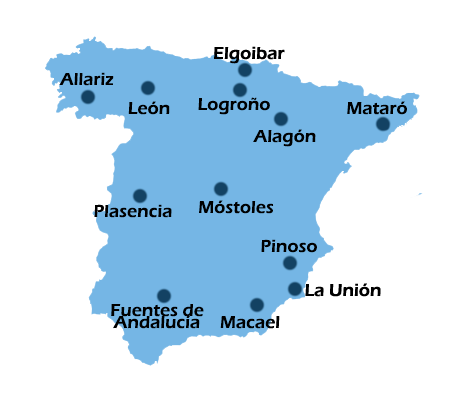 Elgoibar
Allariz
León
Logroño
Mataró
Alagón
Plasencia
Móstoles
Pinoso
La Unión
Fuentes de
Andalucía
Macael